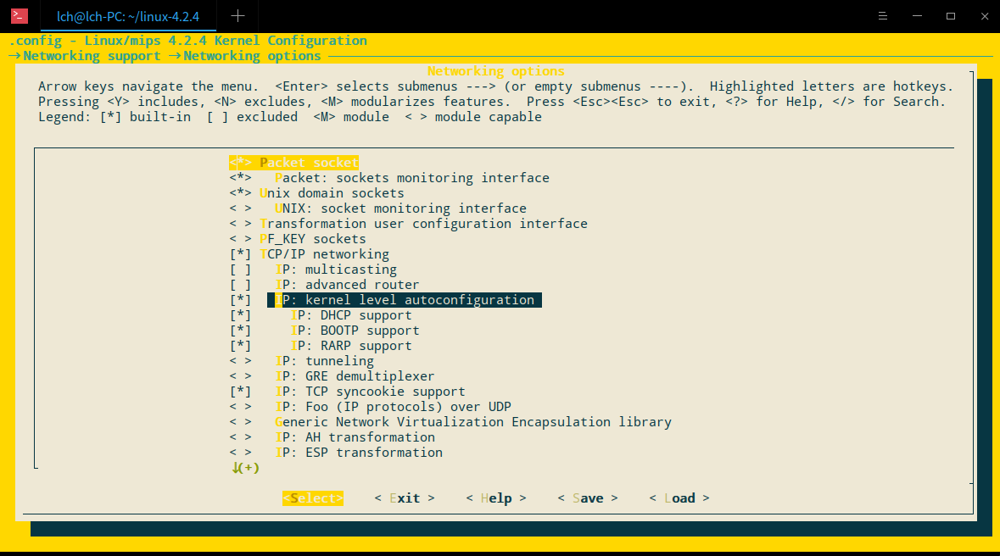 lch@lch-PC: ~/linux-4.2.4
.config - Linux/mips 4.2.4 Kernel Configuration
→Networking support →Networking options
Networking options
Arrow keys navigate the menu.  <Enter> selects submenus ---> (or empty submenus ----).  Highlighted letters are hotkeys.
Pressing <Y> includes, <N> excludes, <M> modularizes features.  Press <Esc><Esc> to exit, <?> for Help, </> for Search.
Legend: [*] built-in  [ ] excluded  <M> module  < > module capable
<*> Packet socket
<*>   Packet: sockets monitoring interface
<*> Unix domain sockets
< >   UNIX: socket monitoring interface
< > Transformation user configuration interface
< > PF_KEY sockets
[*] TCP/IP networking
[ ]   IP: multicasting
[ ]   IP: advanced router
[*]   IP: kernel level autoconfiguration
[*]     IP: DHCP support
[*]     IP: BOOTP support
[*]     IP: RARP support
< >   IP: tunneling
< >   IP: GRE demultiplexer
[*]   IP: TCP syncookie support
< >   IP: Foo (IP protocols) over UDP
< >   Generic Network Virtualization Encapsulation library
< >   IP: AH transformation
< >   IP: ESP transformation
↓(+)
<Select>    < Exit >    < Help >    < Save >    < Load >